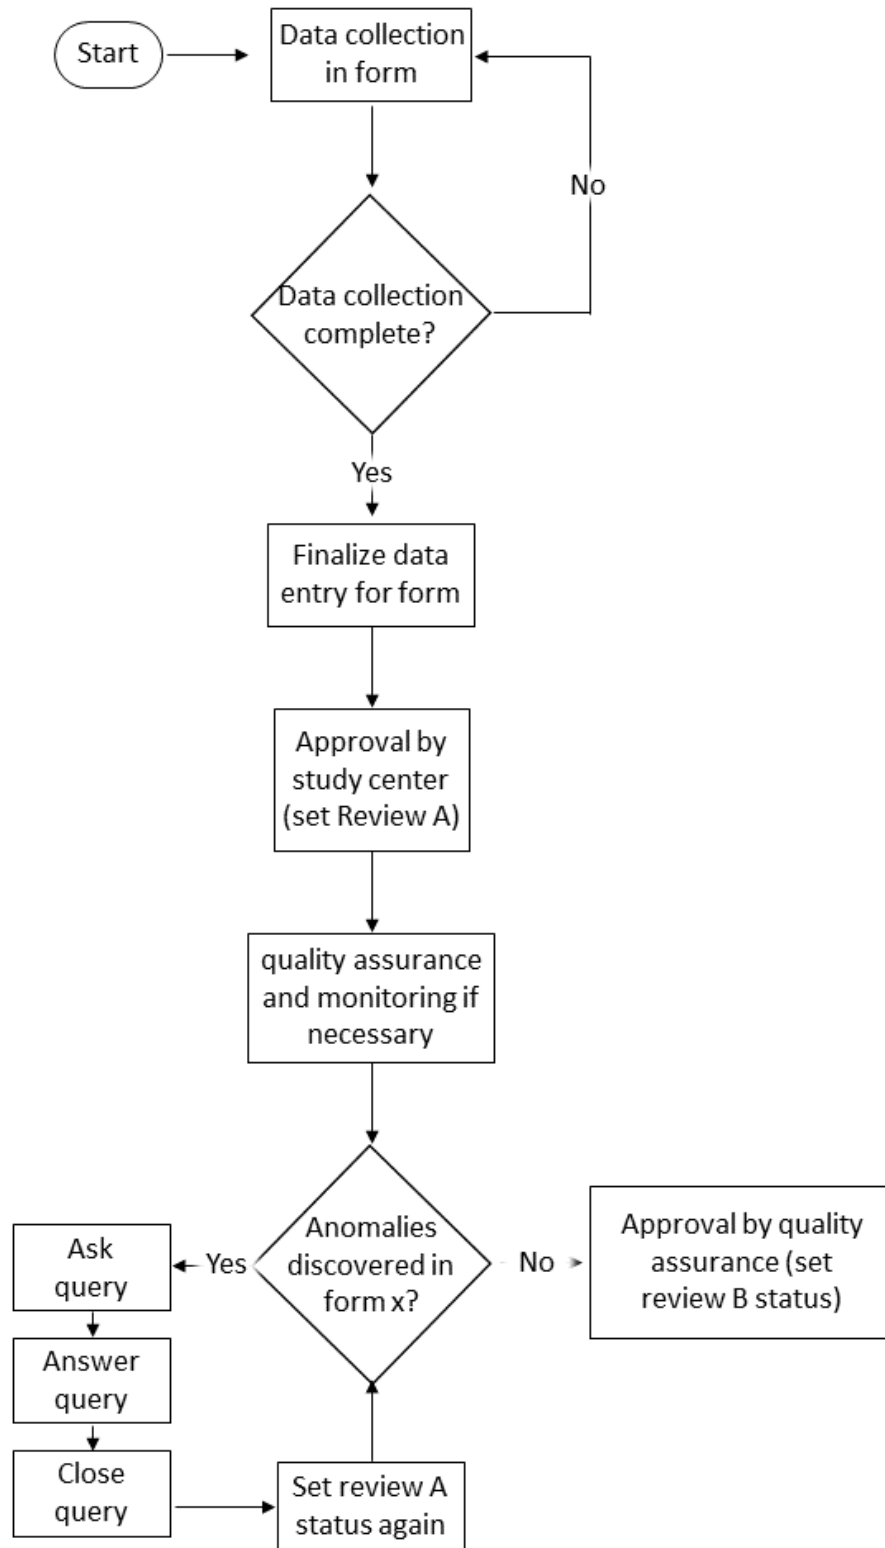 Start
Data collection
in form
No
Data collection
complete?
Yes
Finalize data
entry for form
Approval by
study center
(set Review A)
quality assurance
and monitoring if
necessary
Anomalies
discovered in
form x?
Yes
No
Approval by quality
assurance (set
review B status)
Ask
query
Answer
query
Close
query
Set review A
status again